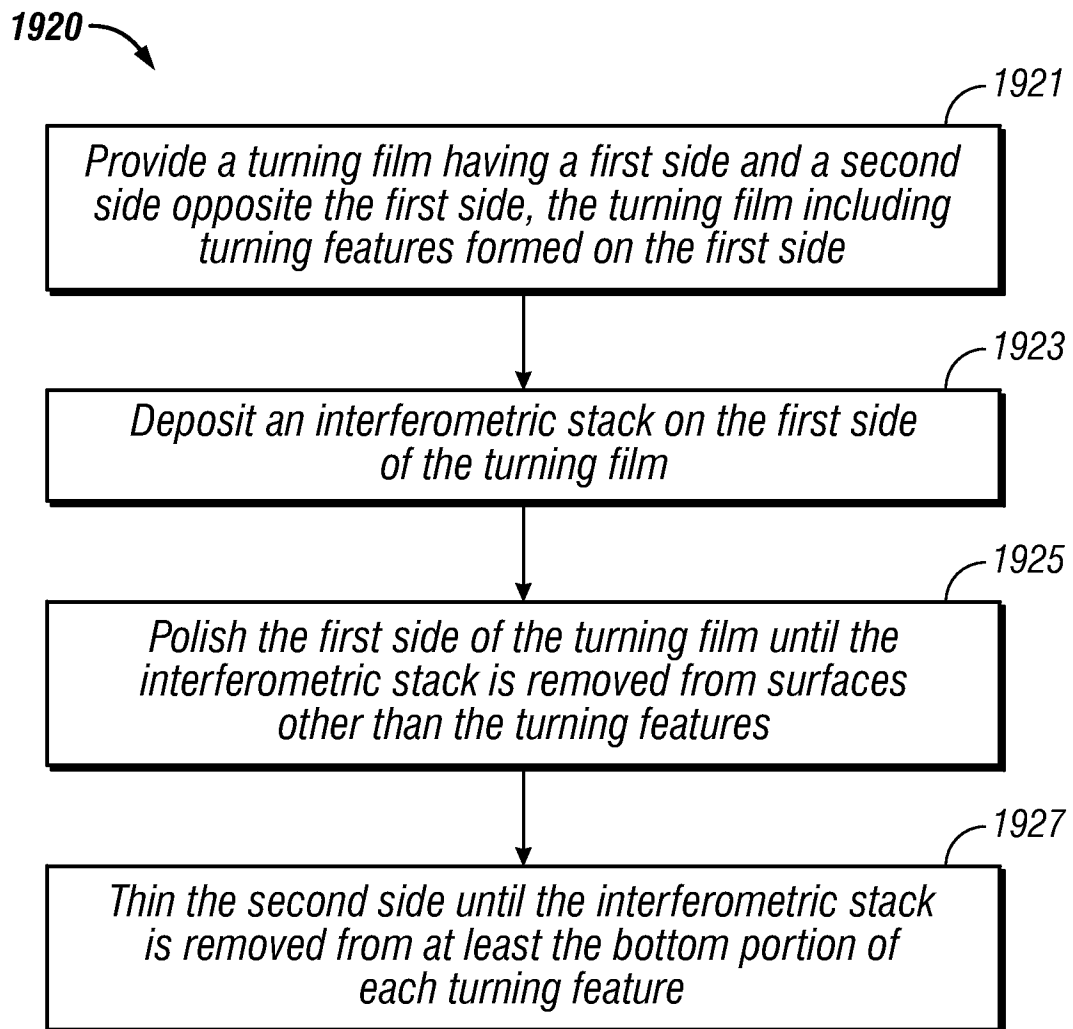 1920
1921
Provide a turning film having a first side and a second
side opposite the first side, the turning film including
turning features formed on the first side
1923
Deposit an interferometric stack on the first side
of the turning film
1925
Polish the first side of the turning film until the
interferometric stack is removed from surfaces
other than the turning features
1927
Thin the second side until the interferometric stack
is removed from at least the bottom portion of
each turning feature